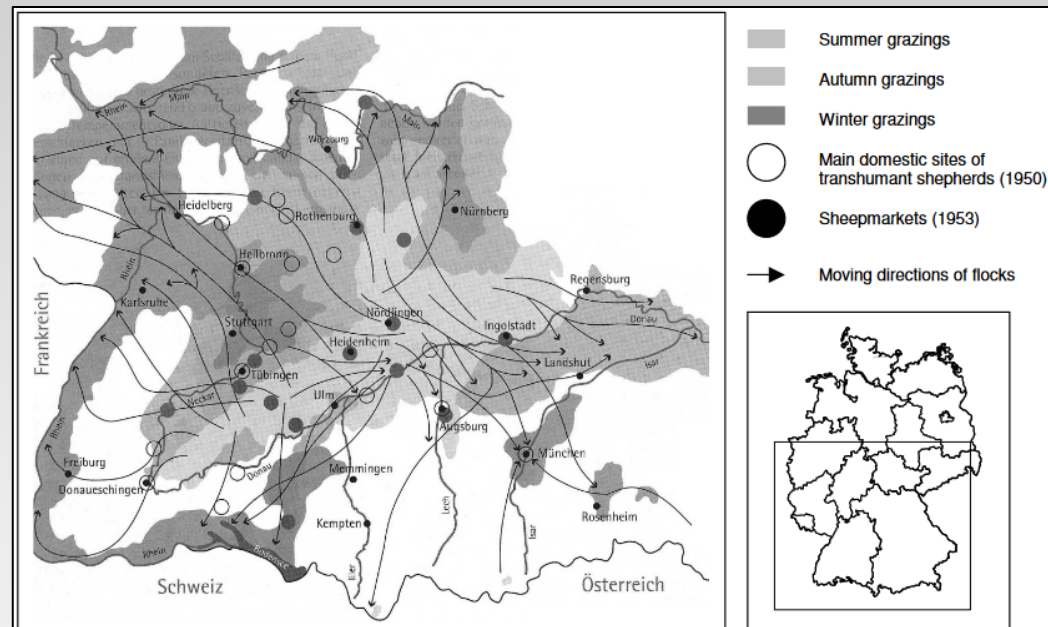 Summer grazings
Autumn grazings
Winter grazings
Main domestic sites of
transhumant shepherds (1950)
Sheepmarkets (1953)
Moving directions of flocks
Rhein
Main
Main
Würzburg
Heidelberg
Rothenburg
Nürnberg
Heilbronn
Rhein
Karlsruhe
Regensburg
Donau
Stuttgart
Nördlingen
Ingolstadt
Heidenheim
Landshut
Isar
Frankreich
Tübingen
Neckar
Ulm
Augsburg
Rhein
Freiburg
Donau
Memmingen
München
Donaueschingen
Kempten
Lech
Isar
Rosenheim
Rhein
Bodensee
Iller
Schweiz
Österreich